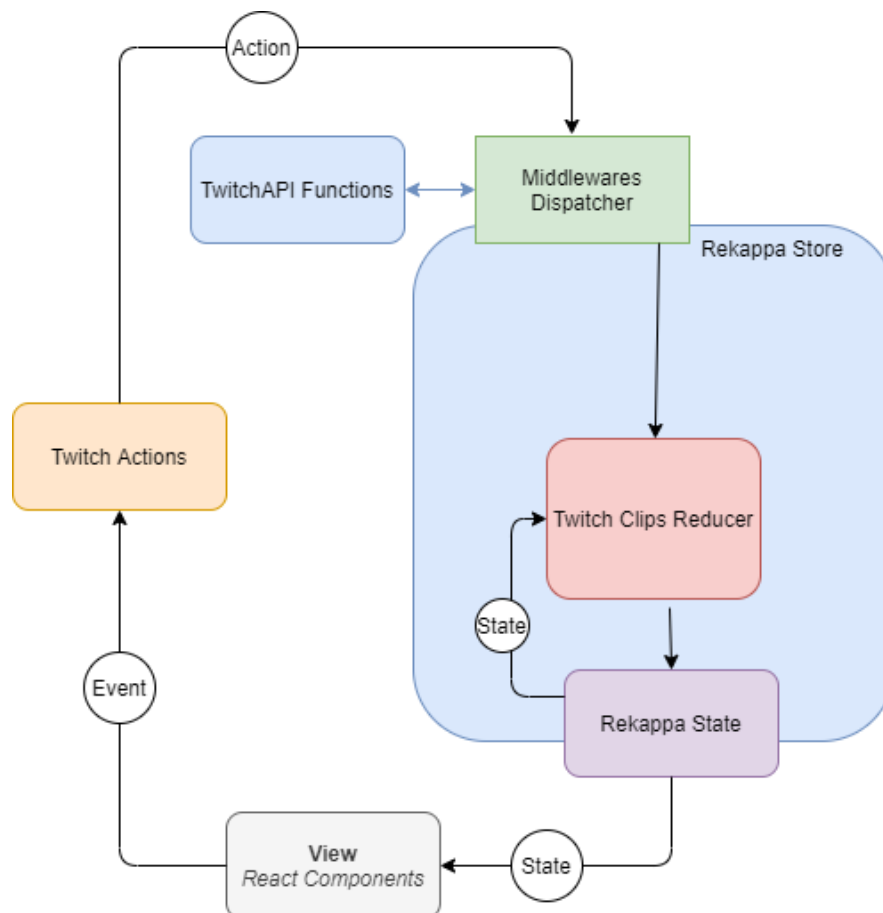 Action
TwitchAPI Functions
Middlewares
Dispatcher
Rekappa Store
Twitch Actions
Twitch Clips Reducer
State
Event
Rekappa State
View
React Components
State